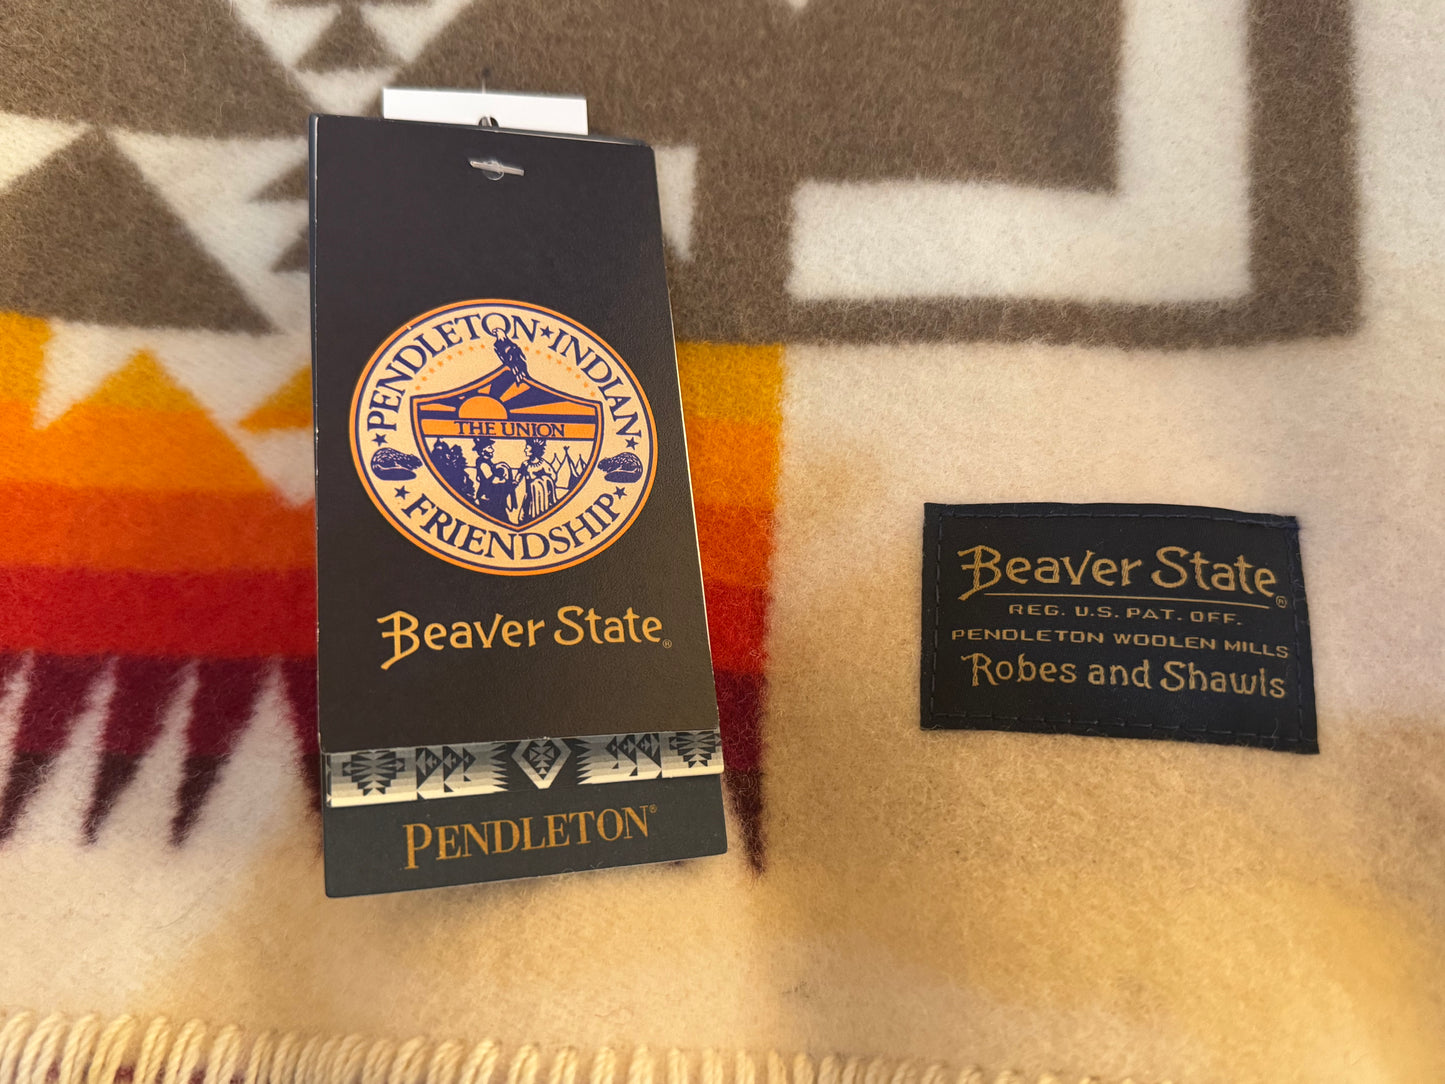 PENDLETON★INDIAN
★FRIENDSHIP★
THE UNION
Beaver State®
PENDLETON®
Beaver State®
REG. U.S. PAT. OFF.
PENDLETON WOOLEN MILLS
Robes and Shawls